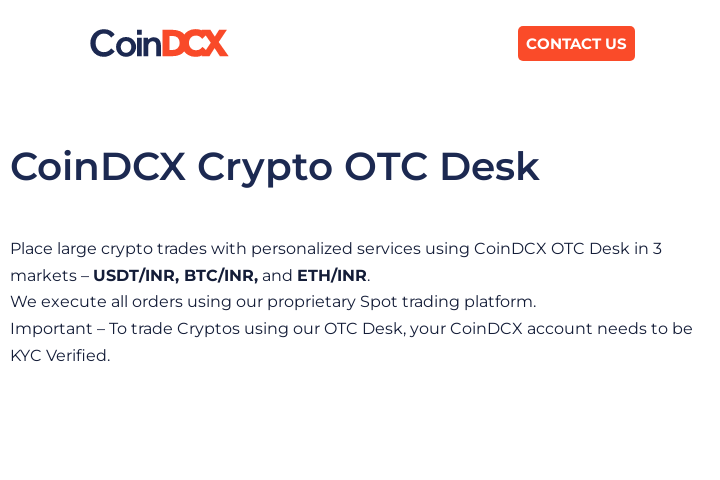 CoinDCX
CONTACT US
CoinDCX Crypto OTC Desk
Place large crypto trades with personalized services using CoinDCX OTC Desk in 3
markets – USDT/INR, BTC/INR, and ETH/INR.
We execute all orders using our proprietary Spot trading platform.
Important – To trade Cryptos using our OTC Desk, your CoinDCX account needs to be
KYC Verified.